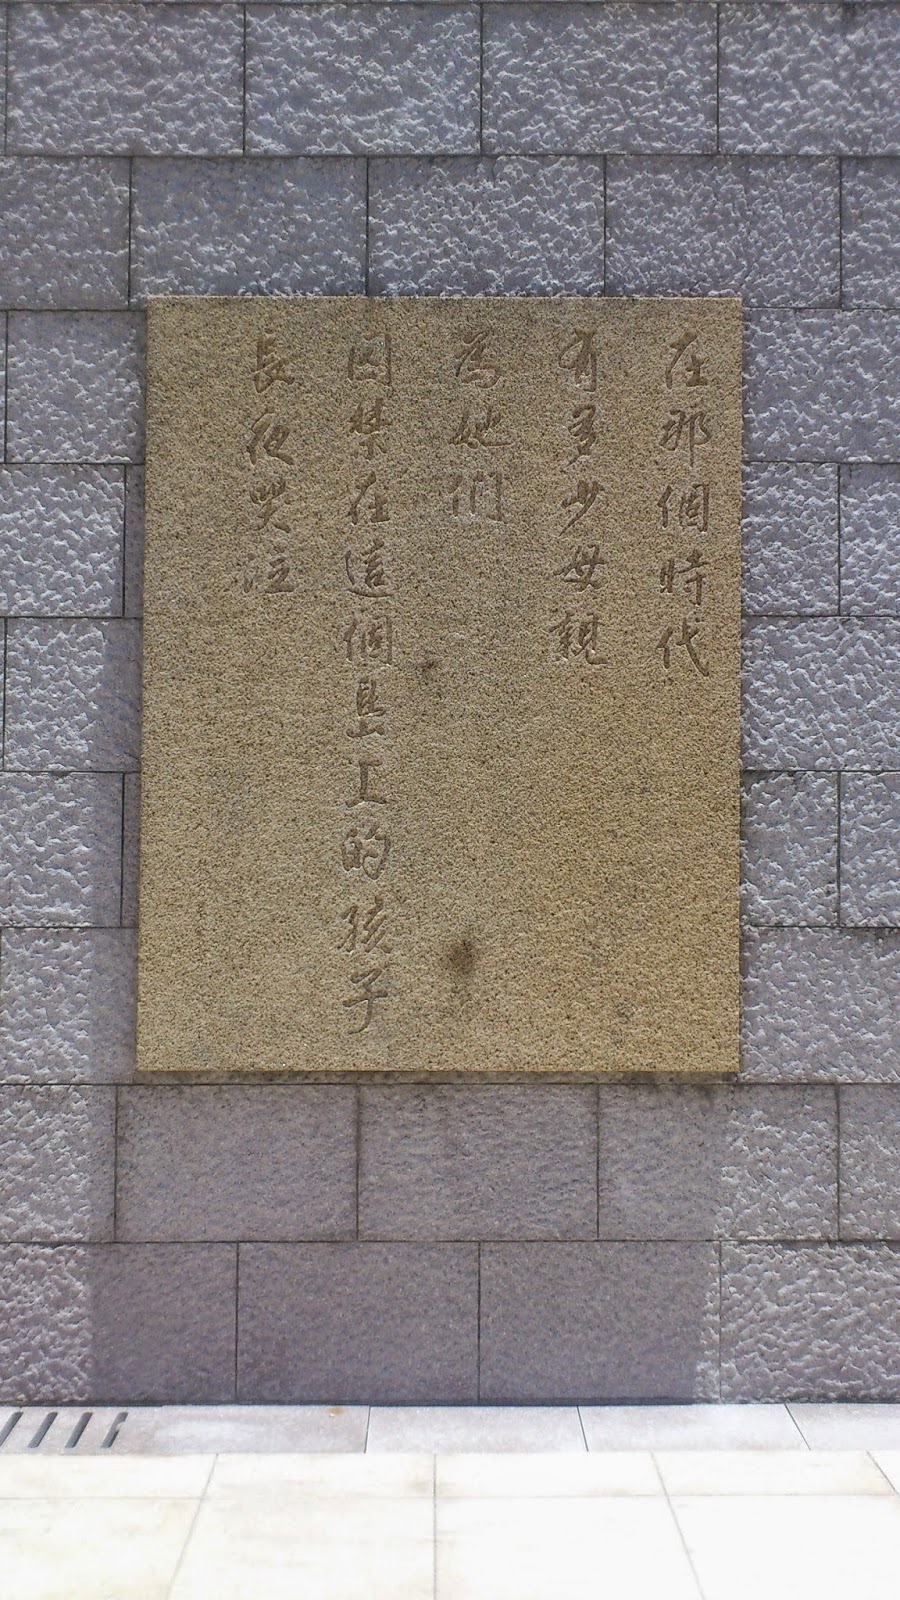 在那個時代
有多少母親
為她們
囚禁在這個島上的孩子
長夜哭泣